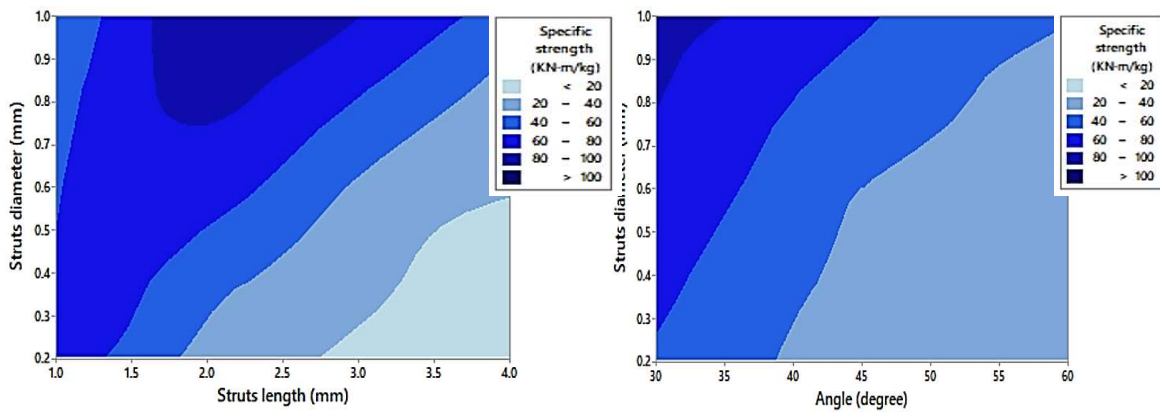 Struts diameter (mm)
1.0
0.9
0.8
0.7
0.6
0.5
0.4
0.3
0.2
1.0
1.5
2.0
2.5
3.0
3.5
4.0
Struts length (mm)
Specific
strength
(KN-m/kg)
< 20
20 – 40
40 – 60
60 – 80
80 – 100
> 100
Struts diameter (mm)
1.0
0.9
0.8
0.7
0.6
0.5
0.4
0.3
0.2
30
35
40
45
50
55
60
Angle (degree)
Specific
strength
(KN-m/kg)
< 20
20 – 40
40 – 60
60 – 80
80 – 100
> 100